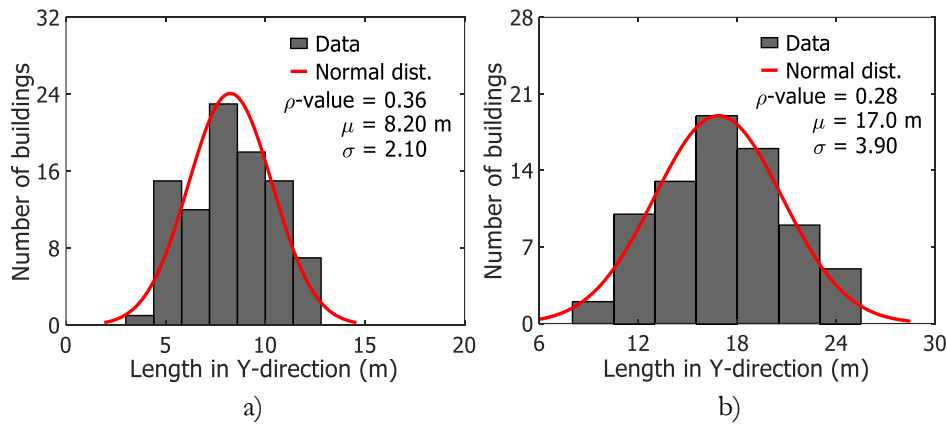 32
24
16
8
0
Number of buildings
Data
Normal dist.
ρ-value = 0.36
μ = 8.20 m
σ = 2.10
0 5 10 15 20
Length in Y-direction (m)
a)
28
21
14
7
0
Number of buildings
Data
Normal dist.
ρ-value = 0.28
μ = 17.0 m
σ = 3.90
6 12 18 24 30
Length in Y-direction (m)
b)